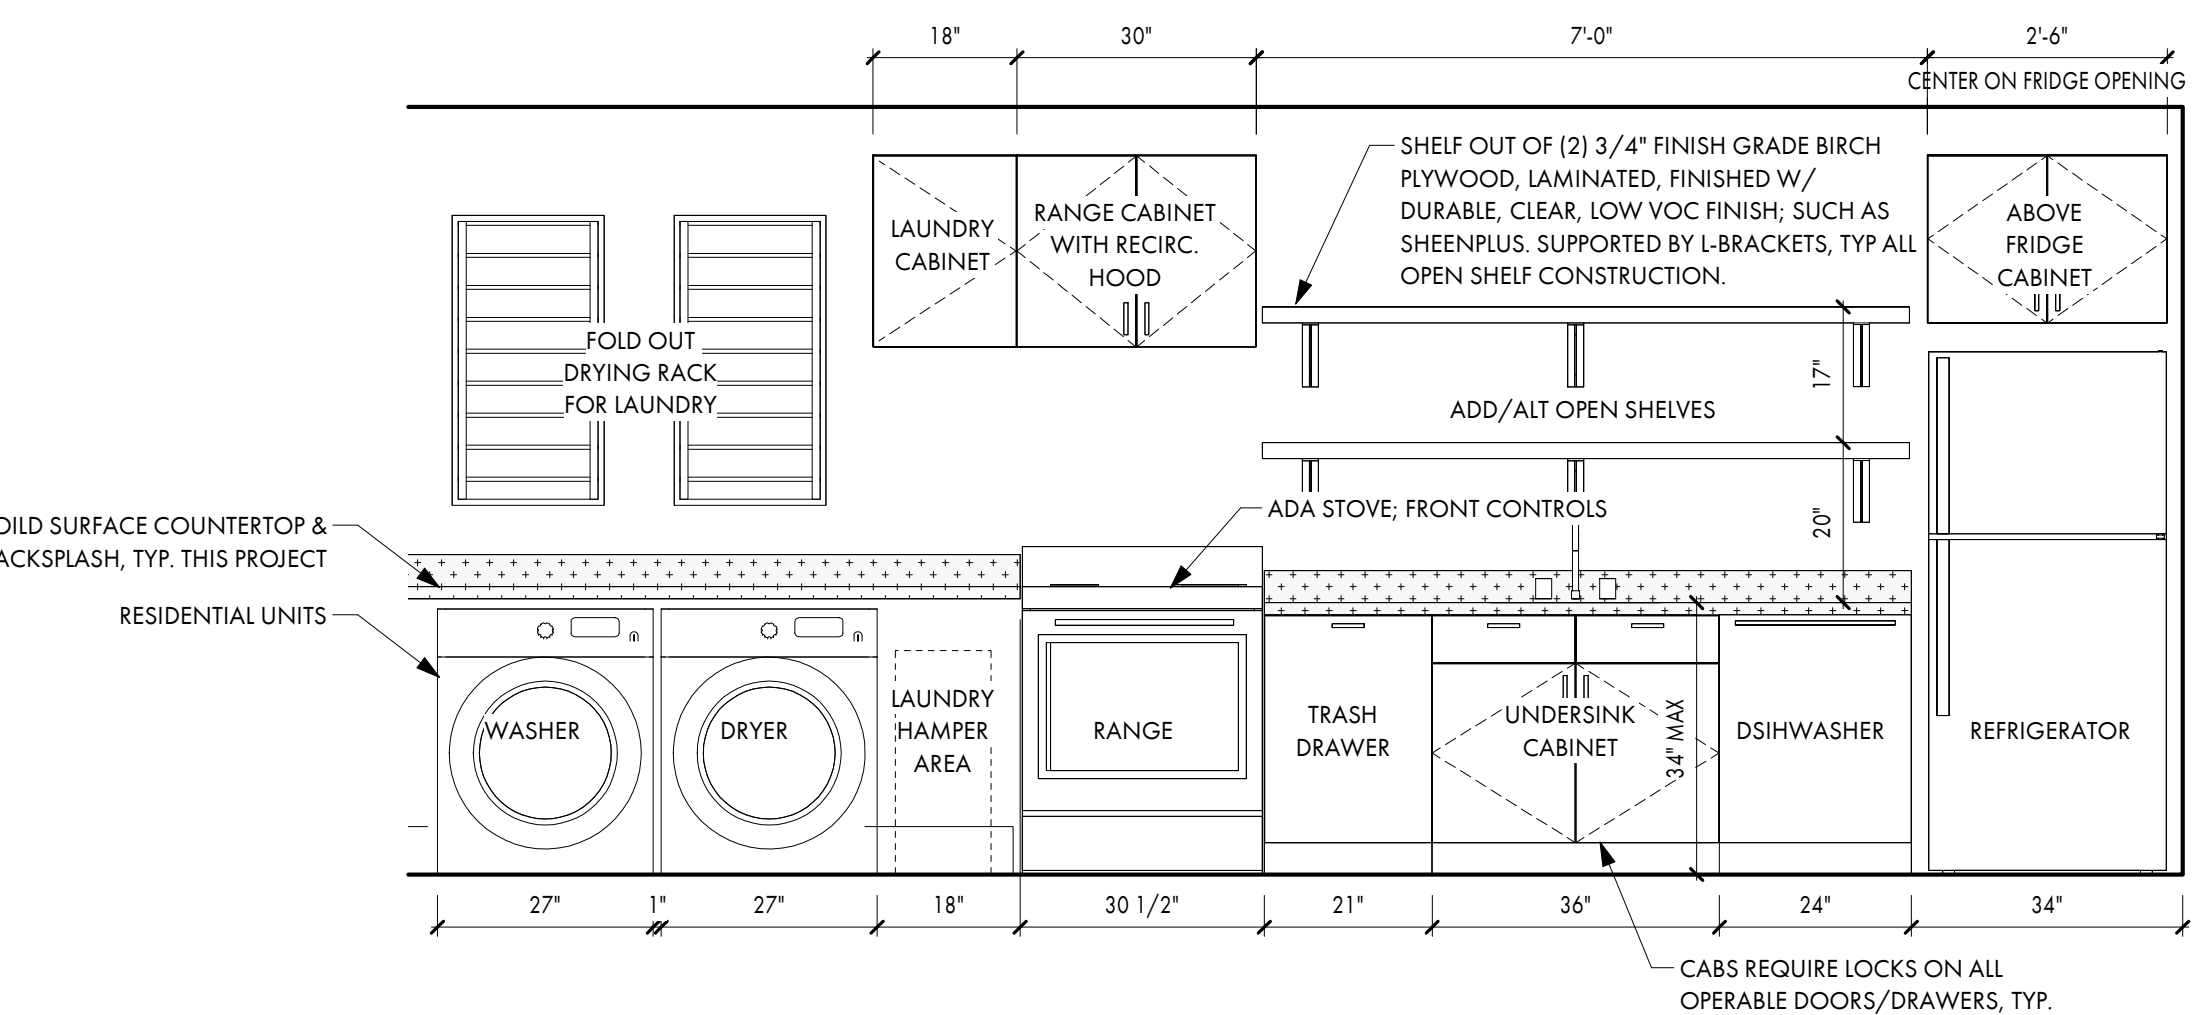 18"
30"
7'-0"
2'-6"
CENTER ON FRIDGE OPENING
SHELF OUT OF (2) 3/4" FINISH GRADE BIRCH
PLYWOOD, LAMINATED, FINISHED W/
DURABLE, CLEAR, LOW VOC FINISH; SUCH AS
SHEENPLUS. SUPPORTED BY L-BRACKETS, TYP ALL
OPEN SHELF CONSTRUCTION.
LAUNDRY
CABINET
RANGE CABINET
WITH RECIRC.
HOOD
ABOVE
FRIDGE
CABINET
FOLD OUT
DRYING RACK
FOR LAUNDRY
17"
ADD/ALT OPEN SHELVES
ADA STOVE; FRONT CONTROLS
20"
OILD SURFACE COUNTERTOP &
ACKSPLASH, TYP. THIS PROJECT
RESIDENTIAL UNITS
WASHER
DRYER
LAUNDRY
HAMPER
AREA
RANGE
TRASH
DRAWER
UNDERSINK
CABINET
34" MAX
DSIHWASHER
REFRIGERATOR
27"
1"
27"
18"
30 1/2"
21"
36"
24"
34"
CABS REQUIRE LOCKS ON ALL
OPERABLE DOORS/DRAWERS, TYP.